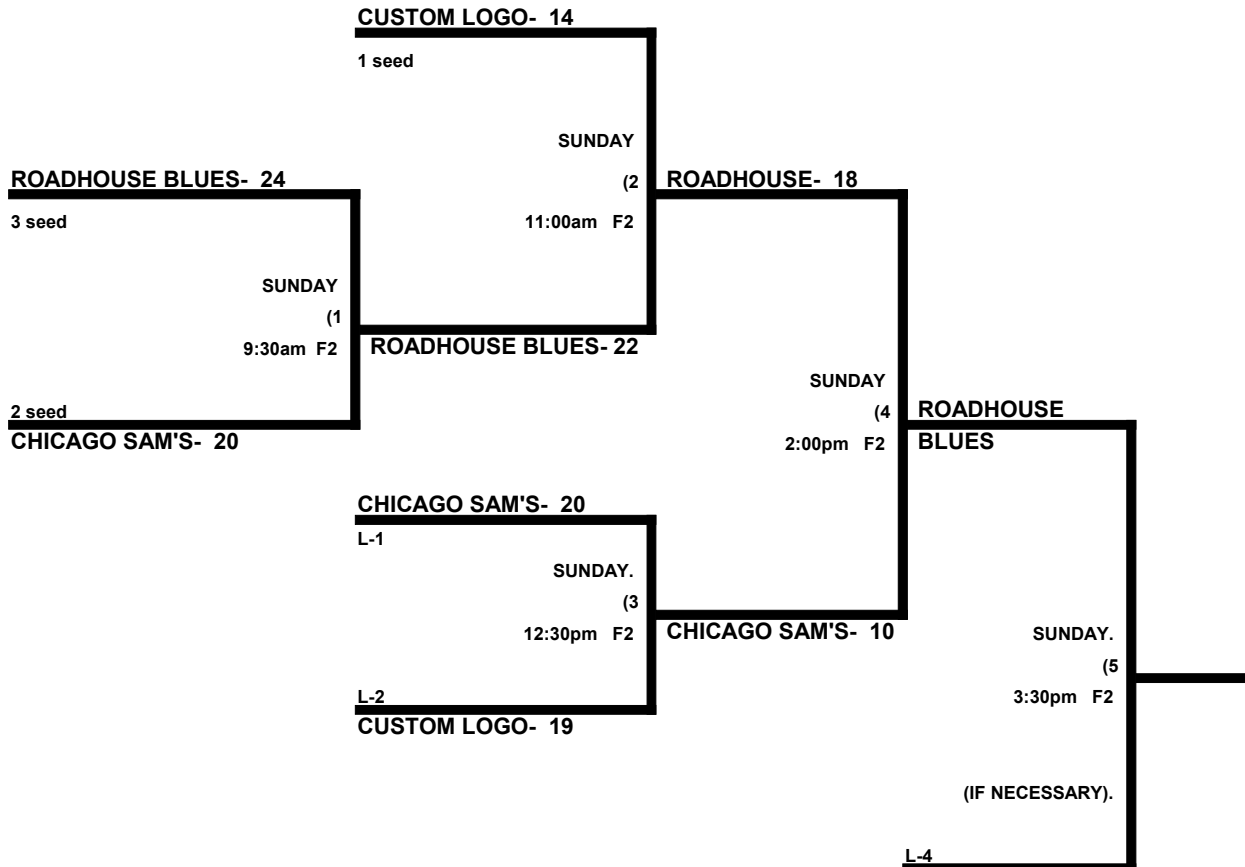 CUSTOM LOGO-  14
1 seed
SUNDAY
ROADHOUSE BLUES-  24
(2
ROADHOUSE-  18
3 seed
11:00am   F2
SUNDAY
(1
9:30am  F2
ROADHOUSE BLUES- 22
SUNDAY
2 seed
(4
ROADHOUSE
CHICAGO SAM'S-  20
2:00pm   F2
BLUES
CHICAGO SAM'S-  20
L-1
SUNDAY.
(3
12:30pm   F2
CHICAGO SAM'S-  10
SUNDAY.
(5
L-2
3:30pm   F2
CUSTOM LOGO-  19
(IF NECESSARY).
L-4